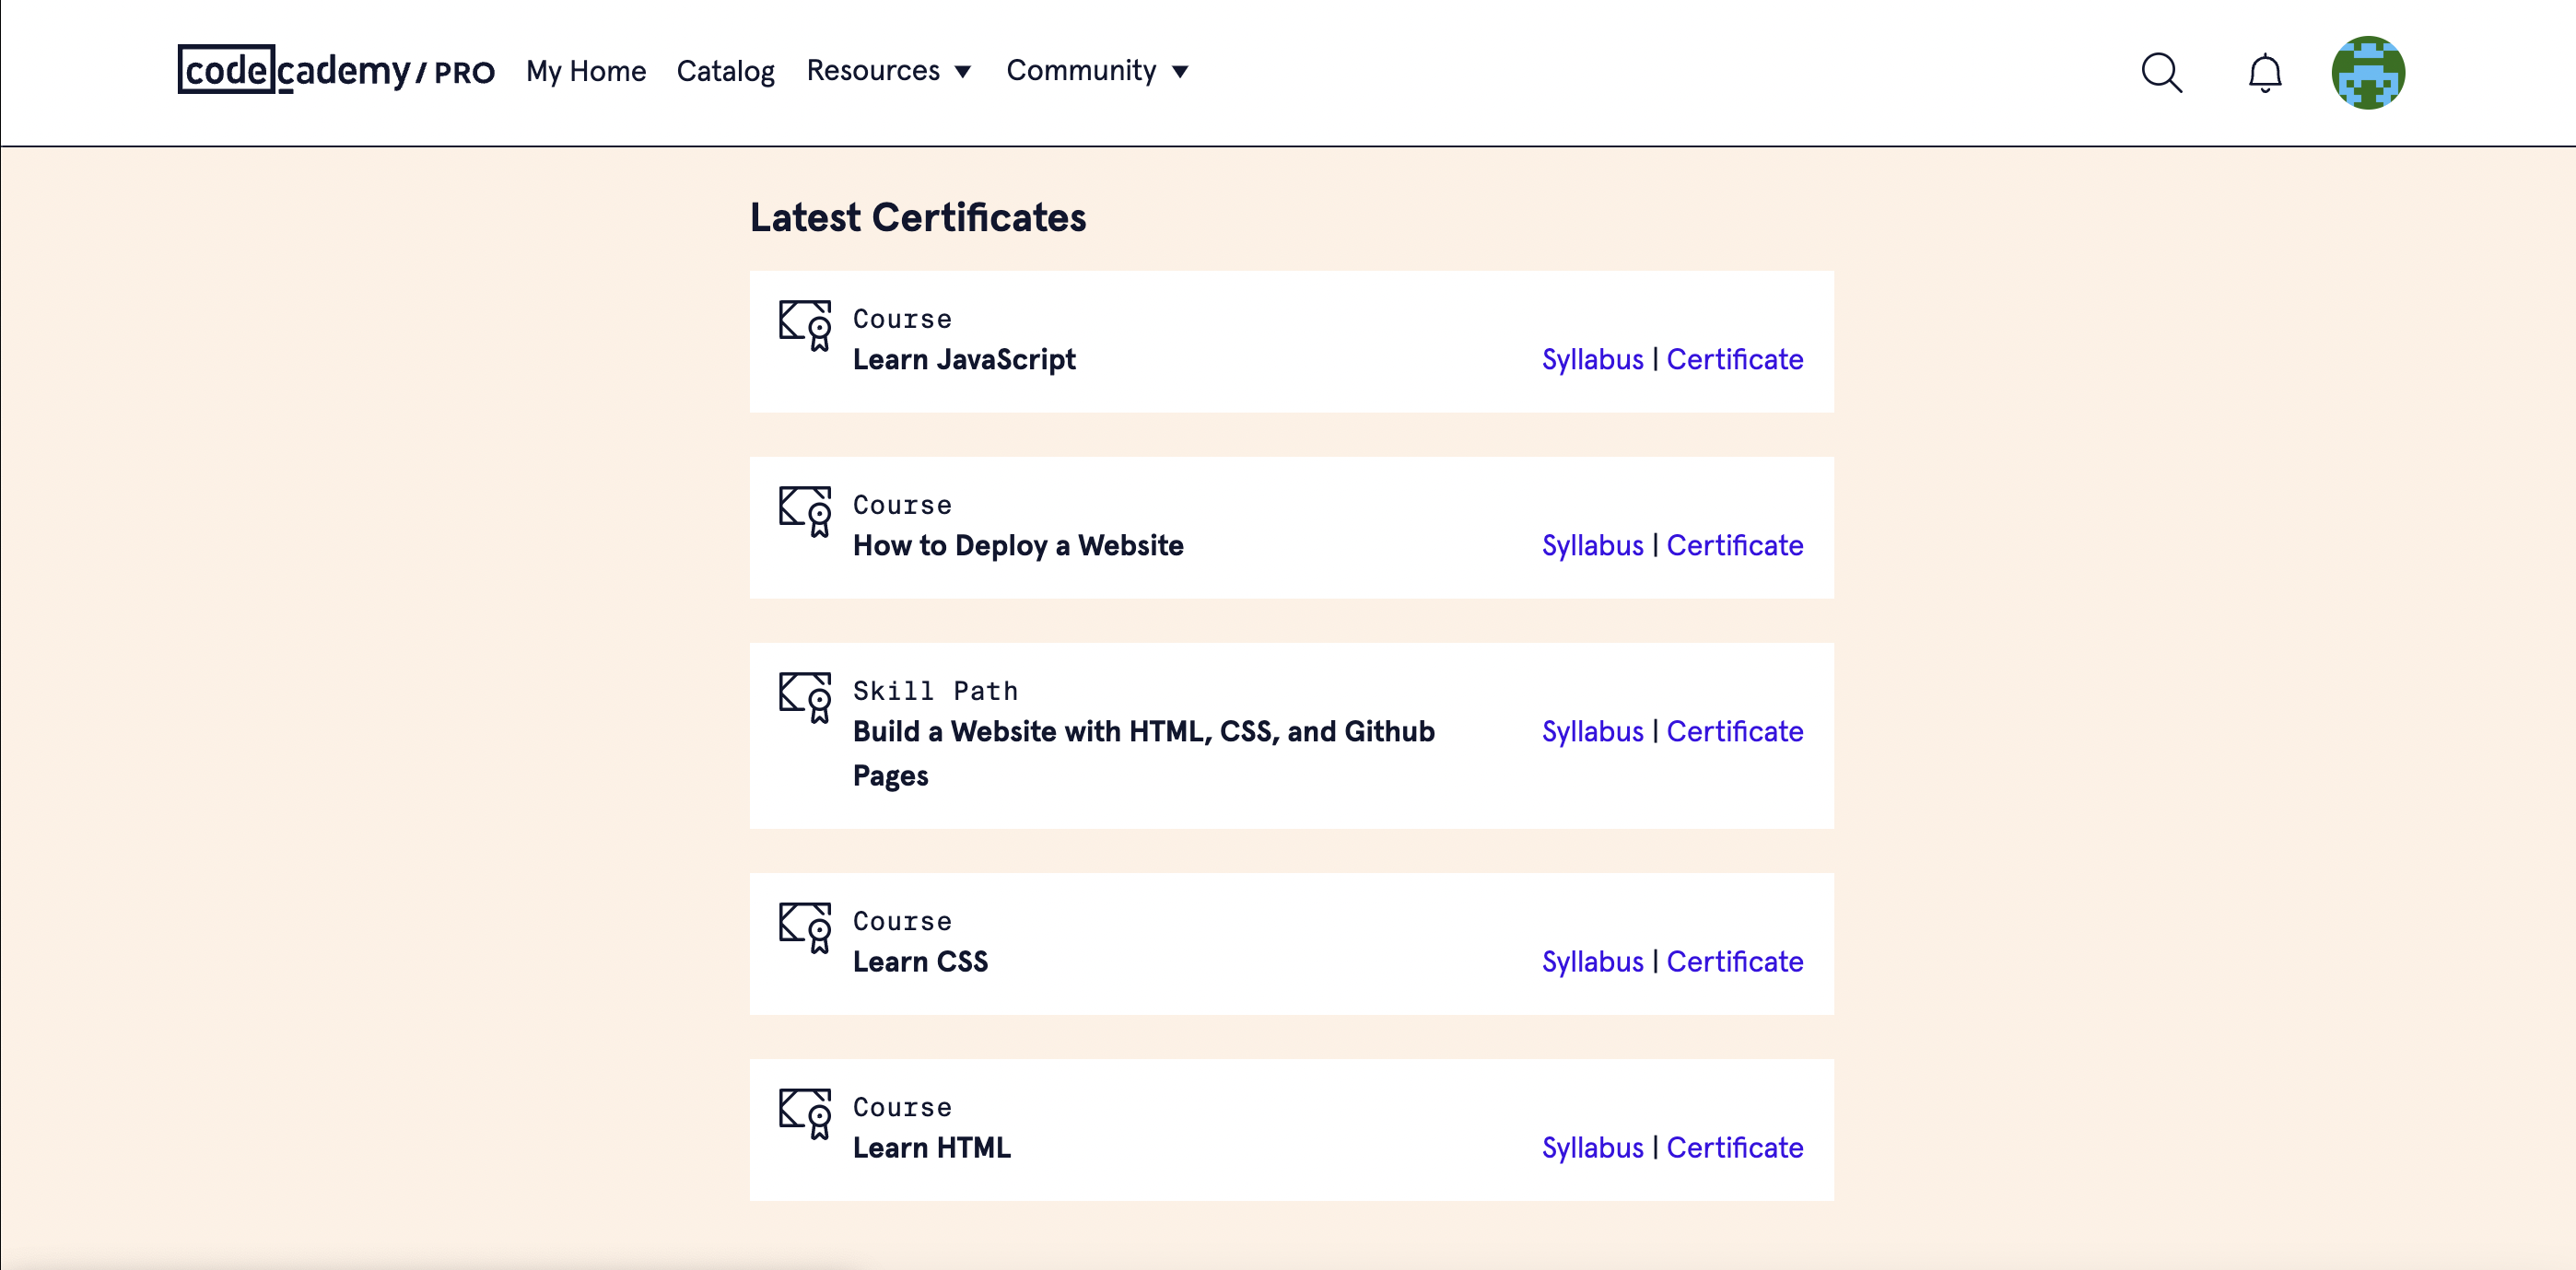 codecademy/PRO My Home Catalog Resources Community
Latest Certificates
Course
Learn JavaScript Syllabus | Certificate
Course
How to Deploy a Website Syllabus | Certificate
Skill Path
Build a Website with HTML, CSS, and Github Syllabus | Certificate
Pages
Course
Learn CSS Syllabus | Certificate
Course
Learn HTML Syllabus | Certificate